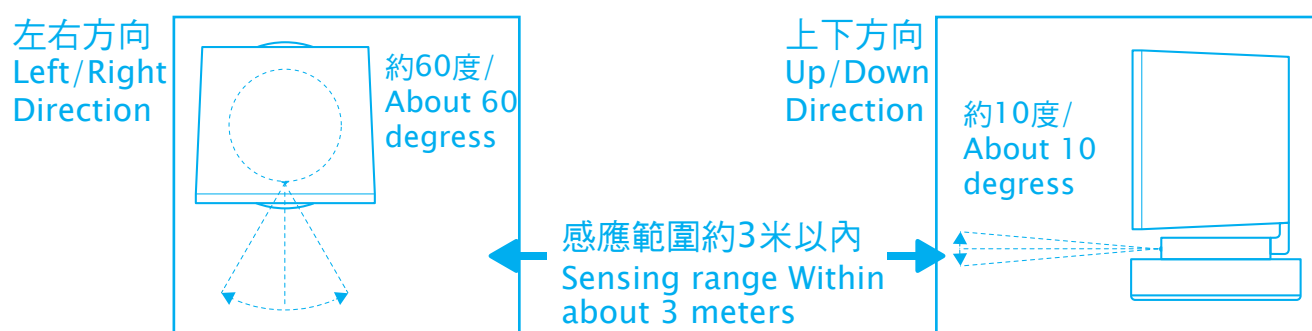 左右方向
Left/Right
Direction
約60度/
About 60
degress
感應範圍約3米以內
Sensing range Within
about 3 meters
上下方向
Up/Down
Direction
約10度/
About 10
degress